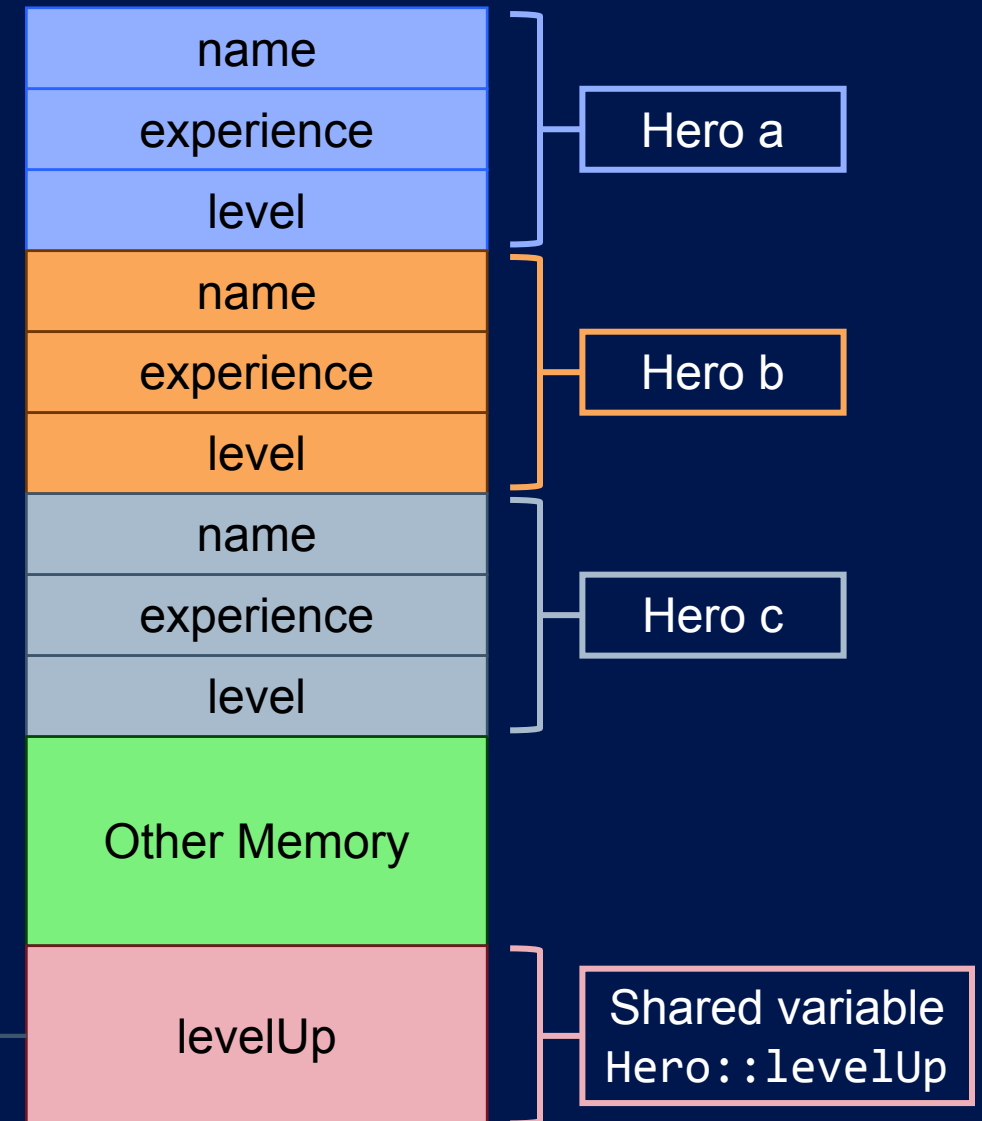 name
experience
Hero a
level
name
experience
Hero b
level
name
experience
Hero c
level
Other Memory
levelUp
Shared variable
Hero::levelUp